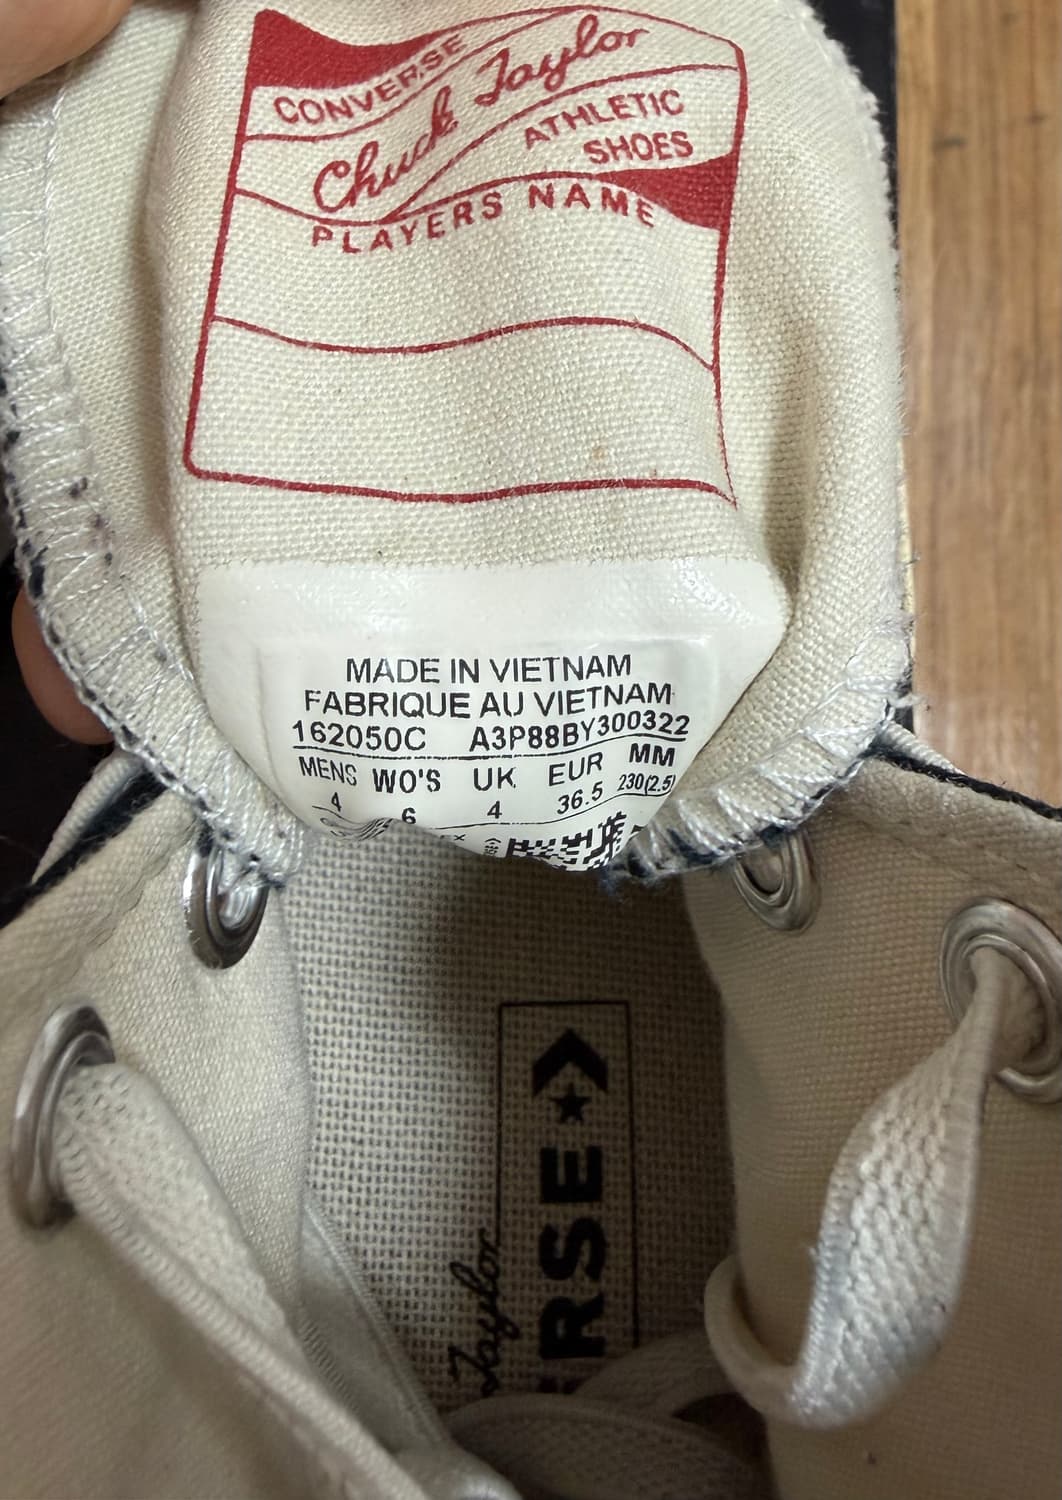 CONVERSE
Chuck Taylor
ATHLETIC
SHOES
PLAYERS NAME
MADE IN VIETNAM
FABRIQUE AU VIETNAM
162050C A3P88BY300322
MENS WO'S UK EUR MM
4 6 4 36.5 230(2.5)
Taylor
ERSE